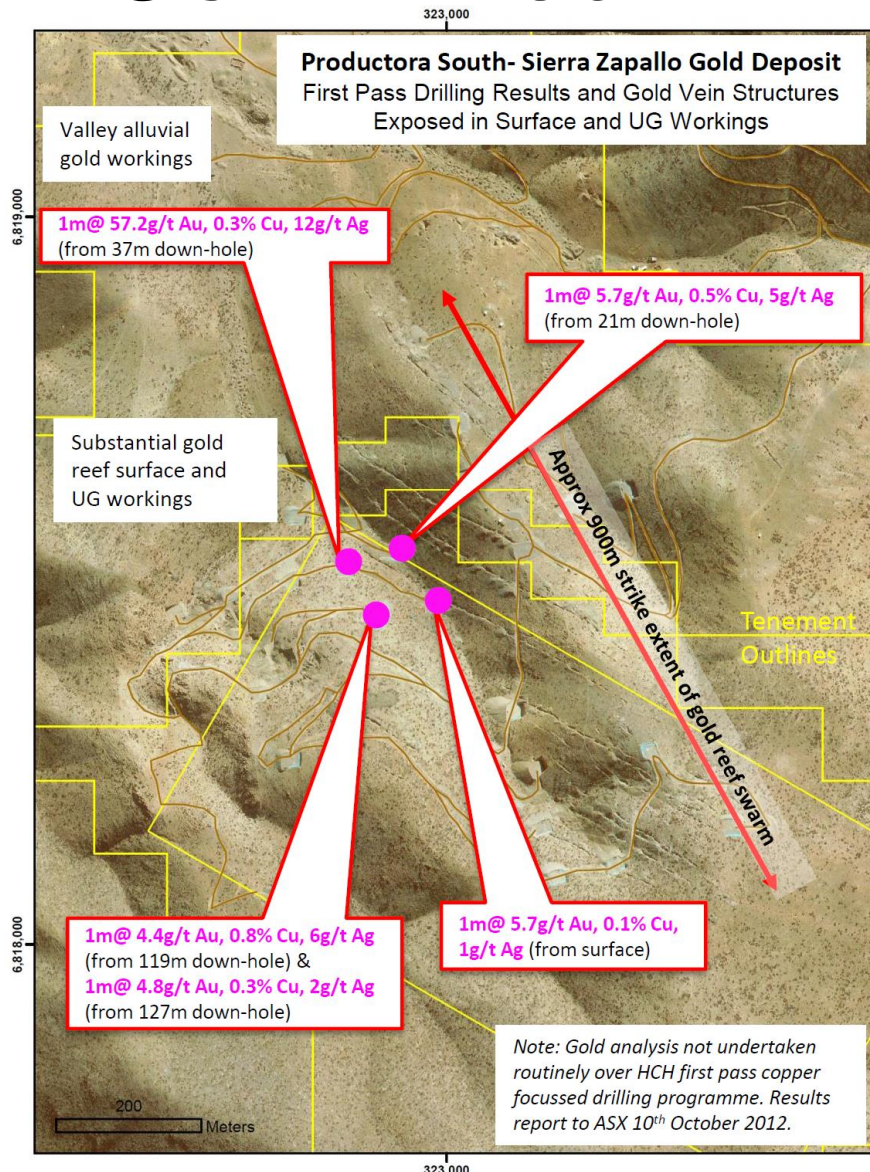 323,000
Productora South- Sierra Zapallo Gold Deposit
First Pass Drilling Results and Gold Vein Structures
Exposed in Surface and UG Workings
Valley alluvial
gold workings
6,819,000
1m@ 57.2g/t Au, 0.3% Cu, 12g/t Ag
(from 37m down-hole)
1m@ 5.7g/t Au, 0.5% Cu, 5g/t Ag
(from 21m down-hole)
Substantial gold
reef surface and
UG workings
Approx 900m strike extent of gold reef swarm
Tenement
Outlines
6,818,000
1m@ 4.4g/t Au, 0.8% Cu, 6g/t Ag
(from 119m down-hole) &
1m@ 4.8g/t Au, 0.3% Cu, 2g/t Ag
(from 127m down-hole)
1m@ 5.7g/t Au, 0.1% Cu,
1g/t Ag (from surface)
Note: Gold analysis not undertaken
routinely over HCH first pass copper
focussed drilling programme. Results
report to ASX 10th October 2012.
200
Meters
323,000